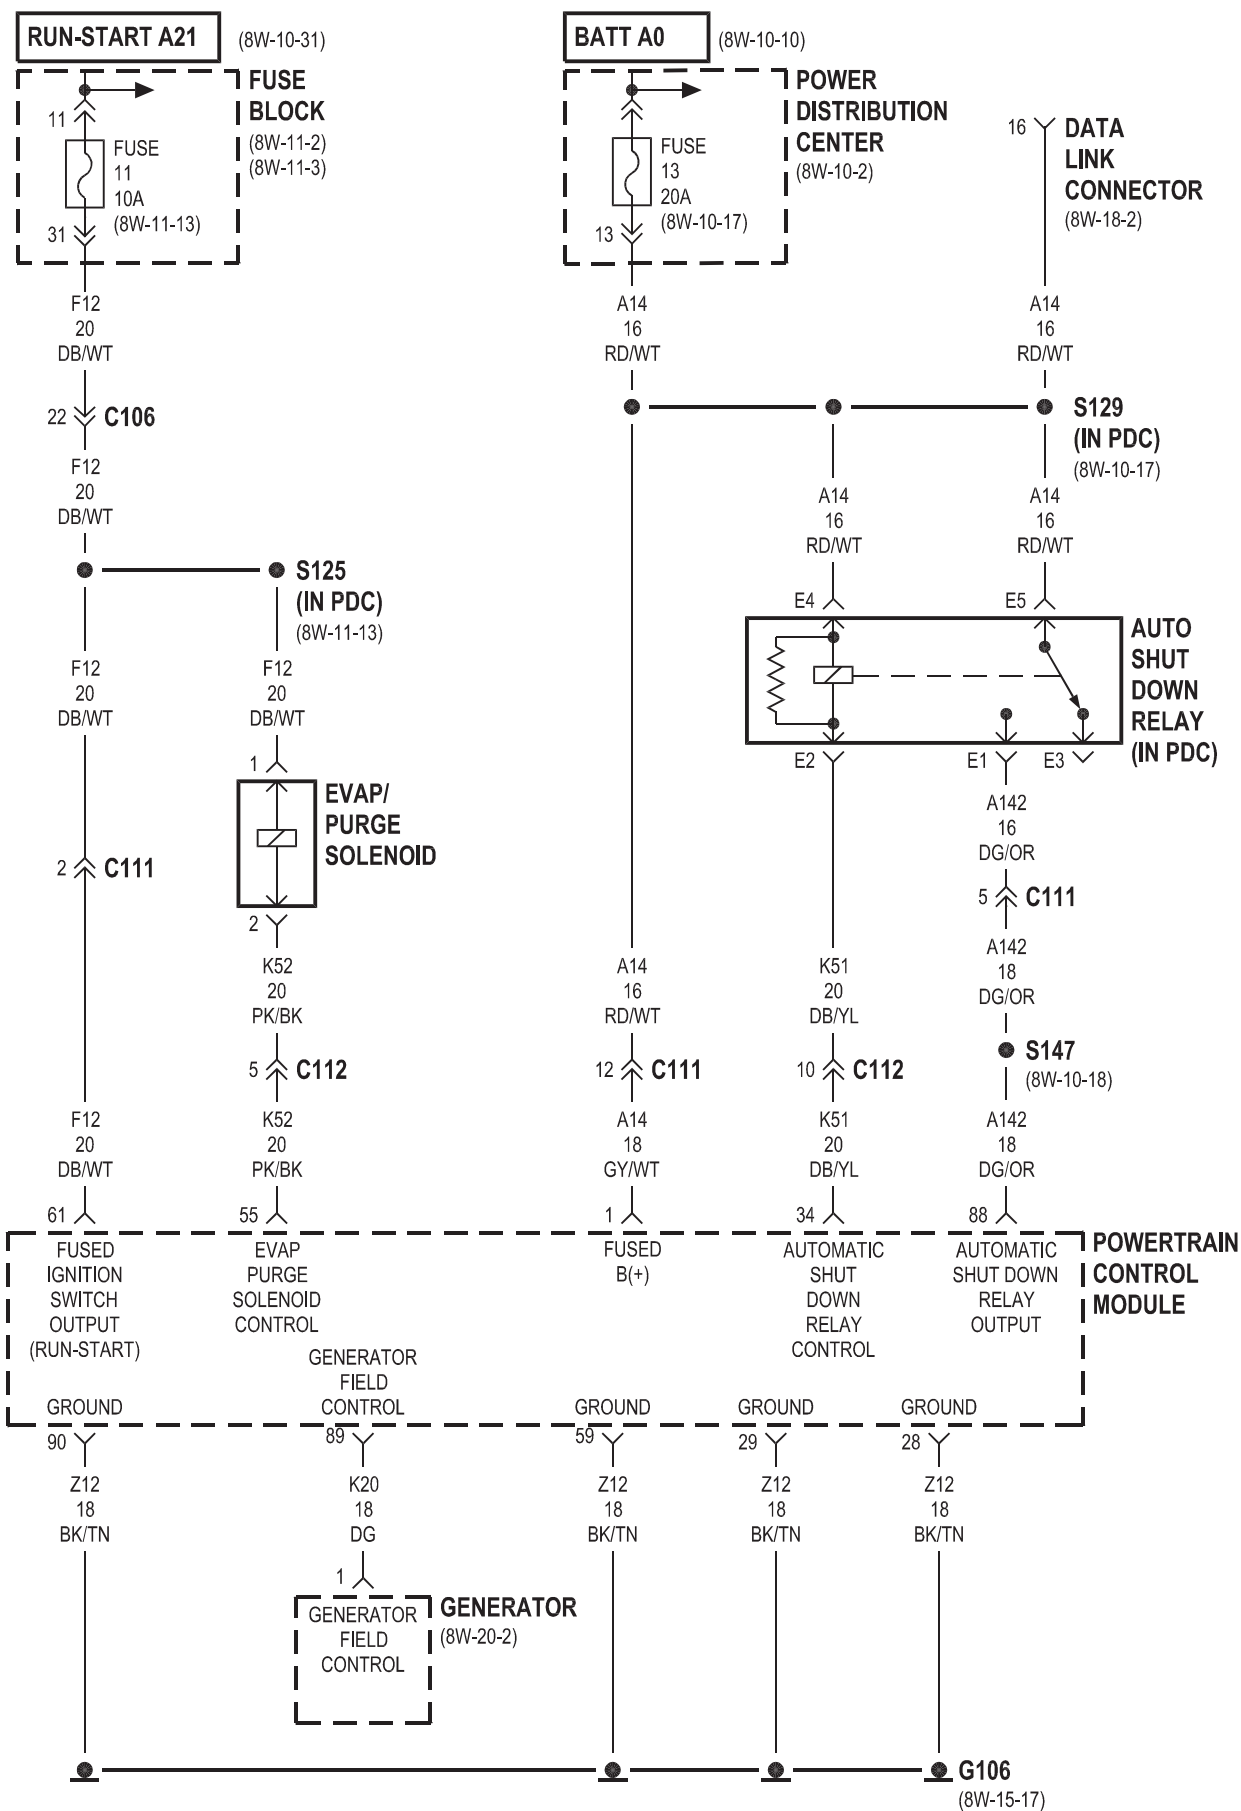 RUN-START A21 (8W-10-31)
BATT A0 (8W-10-10)
FUSE
BLOCK
(8W-11-2)
(8W-11-3)
11
FUSE
11
10A
(8W-11-13)
31
POWER
DISTRIBUTION
CENTER
(8W-10-2)
FUSE
13
20A
(8W-10-17)
13
16
DATA
LINK
CONNECTOR
(8W-18-2)
F12
20
DB/WT
A14
16
RD/WT
A14
16
RD/WT
22 C106
S129
(IN PDC)
(8W-10-17)
F12
20
DB/WT
A14
16
RD/WT
A14
16
RD/WT
S125
(IN PDC)
(8W-11-13)
E4
E5
AUTO
SHUT
DOWN
RELAY
(IN PDC)
F12
20
DB/WT
F12
20
DB/WT
E2
E1
E3
1
EVAP/
PURGE
SOLENOID
2
2 C111
A142
16
DG/OR
5 C111
K52
20
PK/BK
A14
16
RD/WT
K51
20
DB/YL
A142
18
DG/OR
S147
(8W-10-18)
5 C112
12 C111
10 C112
F12
20
DB/WT
K52
20
PK/BK
A14
18
GY/WT
K51
20
DB/YL
A142
18
DG/OR
61
55
1
34
88
POWERTRAIN
CONTROL
MODULE
FUSED
IGNITION
SWITCH
OUTPUT
(RUN-START)
EVAP
PURGE
SOLENOID
CONTROL
FUSED
B(+)
AUTOMATIC
SHUT
DOWN
RELAY
CONTROL
AUTOMATIC
SHUT DOWN
RELAY
OUTPUT
GROUND
GENERATOR
FIELD
CONTROL
GROUND
GROUND
GROUND
90
89
59
29
28
Z12
18
BK/TN
K20
18
DG
Z12
18
BK/TN
Z12
18
BK/TN
Z12
18
BK/TN
1
GENERATOR
FIELD
CONTROL
GENERATOR
(8W-20-2)
G106
(8W-15-17)